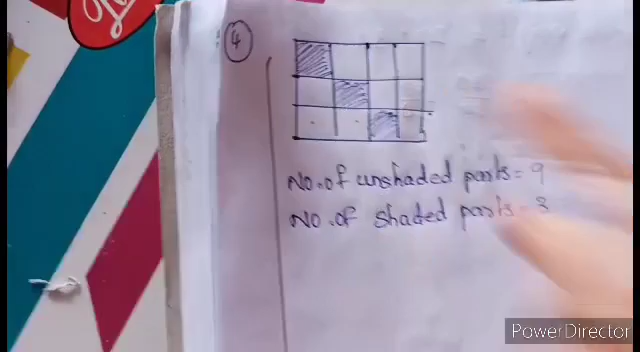 4
No. of unshaded parts = 9
No. of shaded parts = 3
PowerDirector